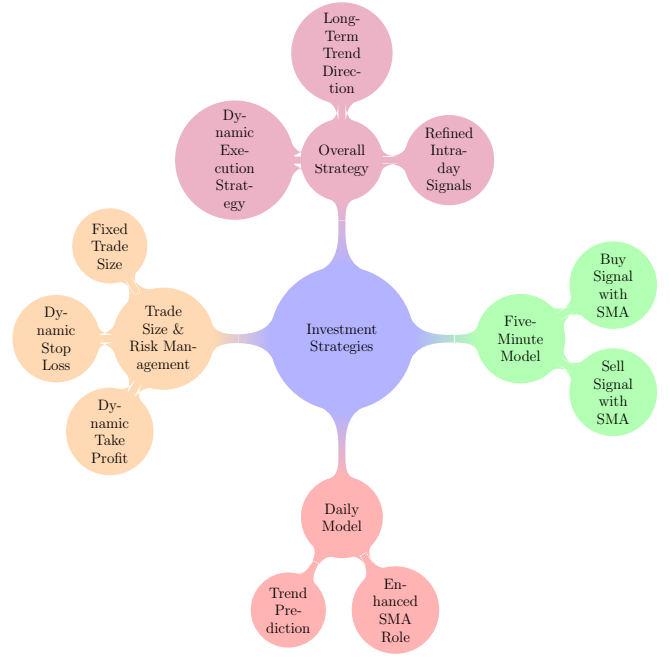 Long-
Term
Trend
Direc-
tion
Dy-
namic
Exe-
cution
Strat-
egy
Overall
Strategy
Refined
Intra-
day
Signals
Fixed
Trade
Size
Dy-
namic
Stop
Loss
Trade
Size &
Risk Man-
agement
Dy-
namic
Take
Profit
Investment
Strategies
Five-
Minute
Model
Buy
Signal
with
SMA
Sell
Signal
with
SMA
Daily
Model
Trend
Pre-
diction
En-
hanced
SMA
Role